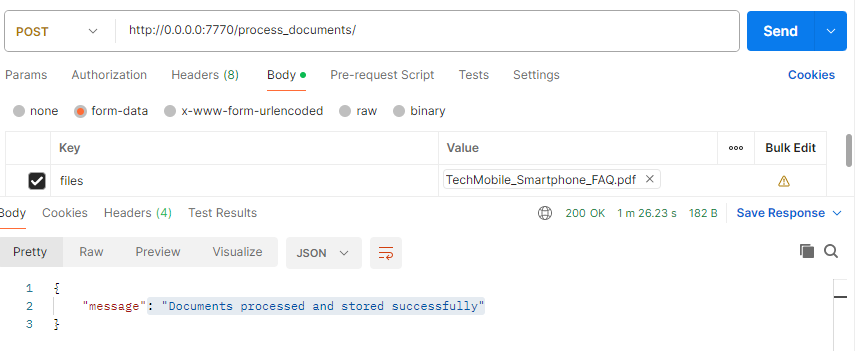 POST http://0.0.0.0:7770/process_documents/ Send
Params Authorization Headers (8) Body Pre-request Script Tests Settings Cookies
none form-data x-www-form-urlencoded raw binary
Key Value Bulk Edit
files TechMobile_Smartphone_FAQ.pdf
Body Cookies Headers (4) Test Results 200 OK 1 m 26.23 s 182 B Save Response
Pretty Raw Preview Visualize JSON
1 {
2 "message": "Documents processed and stored successfully"
3 }